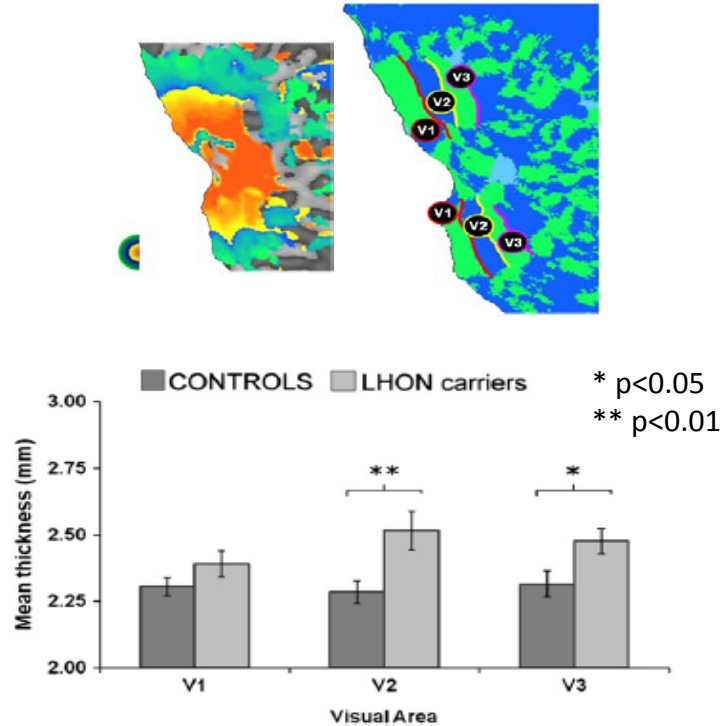 V3
V2
V1
V1
V2
V3
CONTROLS LHON carriers
* p<0.05
** p<0.01
3.00
2.75
2.50
2.25
2.00
Mean thickness (mm)
**
*
V1 V2 V3
Visual Area